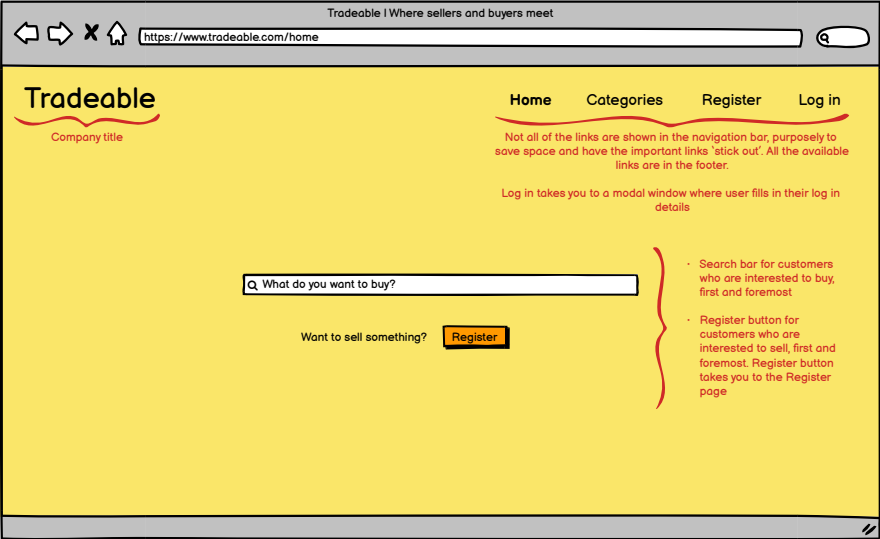 Tradeable | Where sellers and buyers meet
https://www.tradeable.com/home
Tradeable
Home Categories Register Log in
Company title
Not all of the links are shown in the navigation bar, purposely to
save space and have the important links 'stick out'. All the available
links are in the footer.
Log in takes you to a modal window where user fills in their log in
details
What do you want to buy?
Want to sell something? Register
· Search bar for customers
who are interested to buy,
first and foremost
· Register button for
customers who are
interested to sell, first and
foremost. Register button
takes you to the Register
page